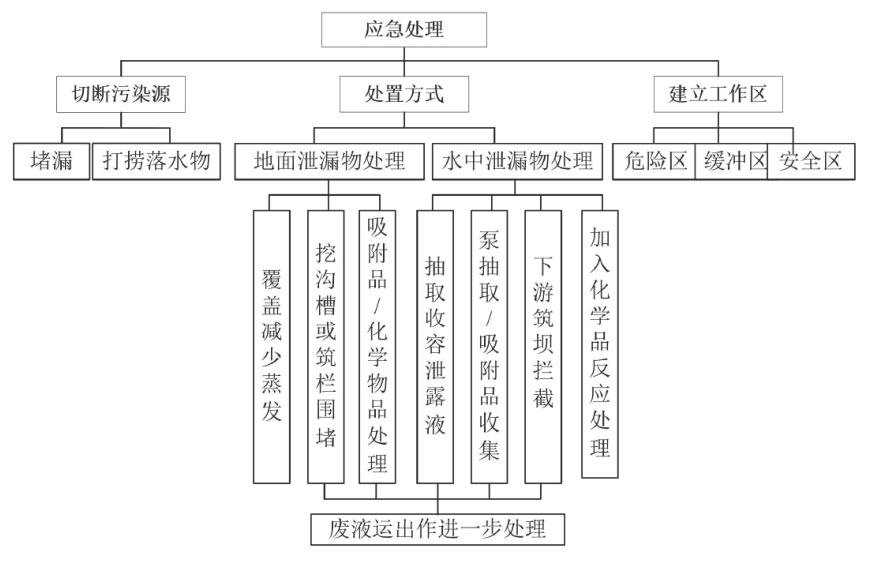 应急处理
切断污染源
处置方式
建立工作区
堵漏
打捞落水物
地面泄漏物处理
水中泄漏物处理
危险区
缓冲区
安全区
覆盖减少蒸发
挖沟槽或筑栏围堵
吸附品/化学物品处理
抽取收容泄露液
泵抽取/吸附品收集
下游筑坝拦截
加入化学品反应处理
废液运出作进一步处理